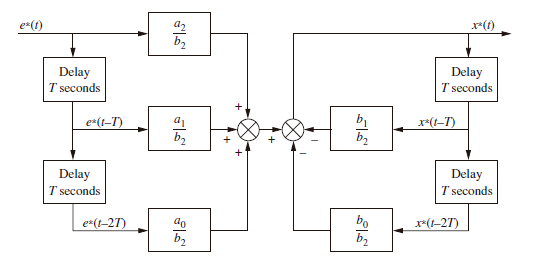 e*(t)
a2
b2
x*(t)
Delay
T seconds
Delay
T seconds
+
e*(t–T)
a1
b2
+
+
b1
b2
–
x*(t–T)
+
–
Delay
T seconds
Delay
T seconds
e*(t–2T)
a0
b2
b0
b2
x*(t–2T)